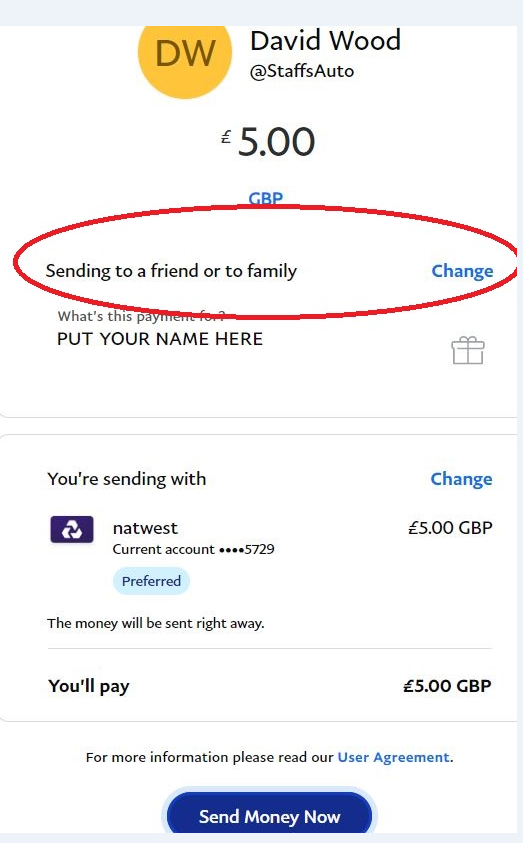 DW
David Wood
@StaffsAuto
£ 5.00
GBP
Sending to a friend or to family Change
What's this payment for?
PUT YOUR NAME HERE
You're sending with Change
natwest £5.00 GBP
Current account ••••5729
Preferred
The money will be sent right away.
You'll pay £5.00 GBP
For more information please read our User Agreement.
Send Money Now